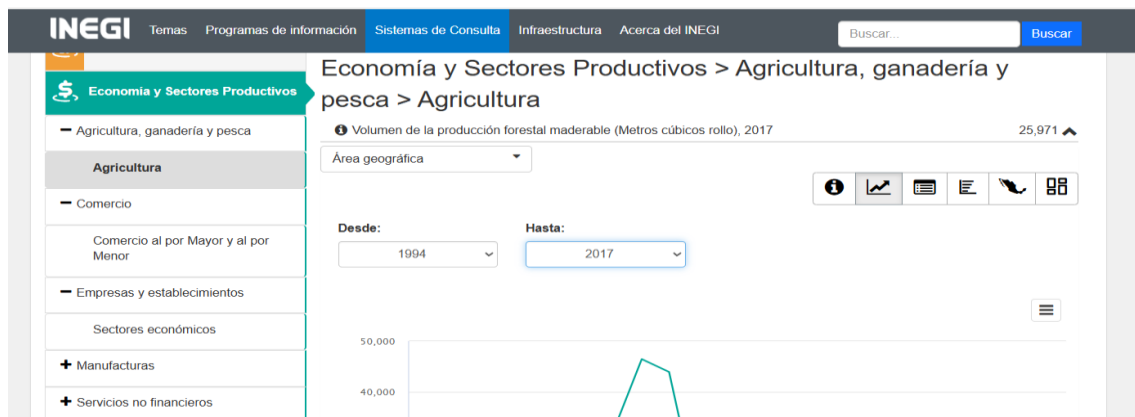 INEGI Temas Programas de información Sistemas de Consulta Infraestructura Acerca del INEGI Buscar... Buscar
Economía y Sectores Productivos
Agricultura, ganadería y pesca
Agricultura
Comercio
Comercio al por Mayor y al por
Menor
Empresas y establecimientos
Sectores económicos
Manufacturas
Servicios no financieros
Economía y Sectores Productivos > Agricultura, ganadería y
pesca > Agricultura
Volumen de la producción forestal maderable (Metros cúbicos rollo), 2017 25,971
Área geográfica
Desde: Hasta:
1994 2017
50,000
40,000